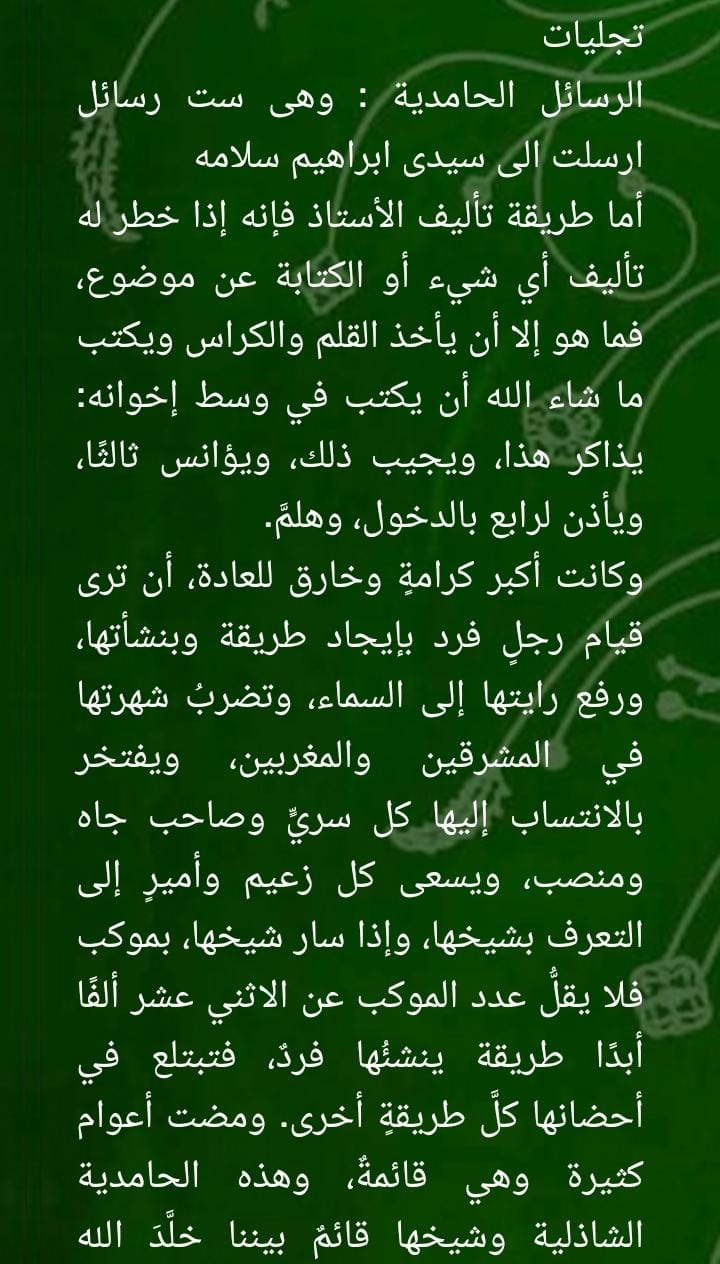 تجليات
الرسائل الحامدية : وهى ست رسائل
ارسلت الى سيدى ابراهيم سلامه
أما طريقة تأليف الأستاذ فإنه إذا خطر له
تأليف أي شيء أو الكتابة عن موضوع،
فما هو إلا أن يأخذ القلم والكراس ويكتب
ما شاء الله أن يكتب في وسط إخوانه:
يذاكر هذا، ويجيب ذلك، ويؤانس ثالثًا،
ويأذن لرابع بالدخول، وهلمَّ.
وكانت أكبر كرامةٍ وخارق للعادة، أن ترى
قيام رجلٍ فرد بإيجاد طريقة وبنشأتها،
ورفع رايتها إلى السماء، وتضربُ شهرتها
في المشرقين والمغربين، ويفتخر
بالانتساب إليها كل سريٍّ وصاحب جاه
ومنصب، ويسعى كل زعيم وأميرٍ إلى
التعرف بشيخها، وإذا سار شيخها، بموكب
فلا يقلُّ عدد الموكب عن الاثني عشر ألفًا
أبدًا طريقة ينشئُها فردٌ، فتبتلع في
أحضانها كلَّ طريقةٍ أخرى. ومضت أعوام
كثيرة وهي قائمةٌ، وهذه الحامدية
الشاذلية وشيخها قائمٌ بيننا خلَّدَ الله